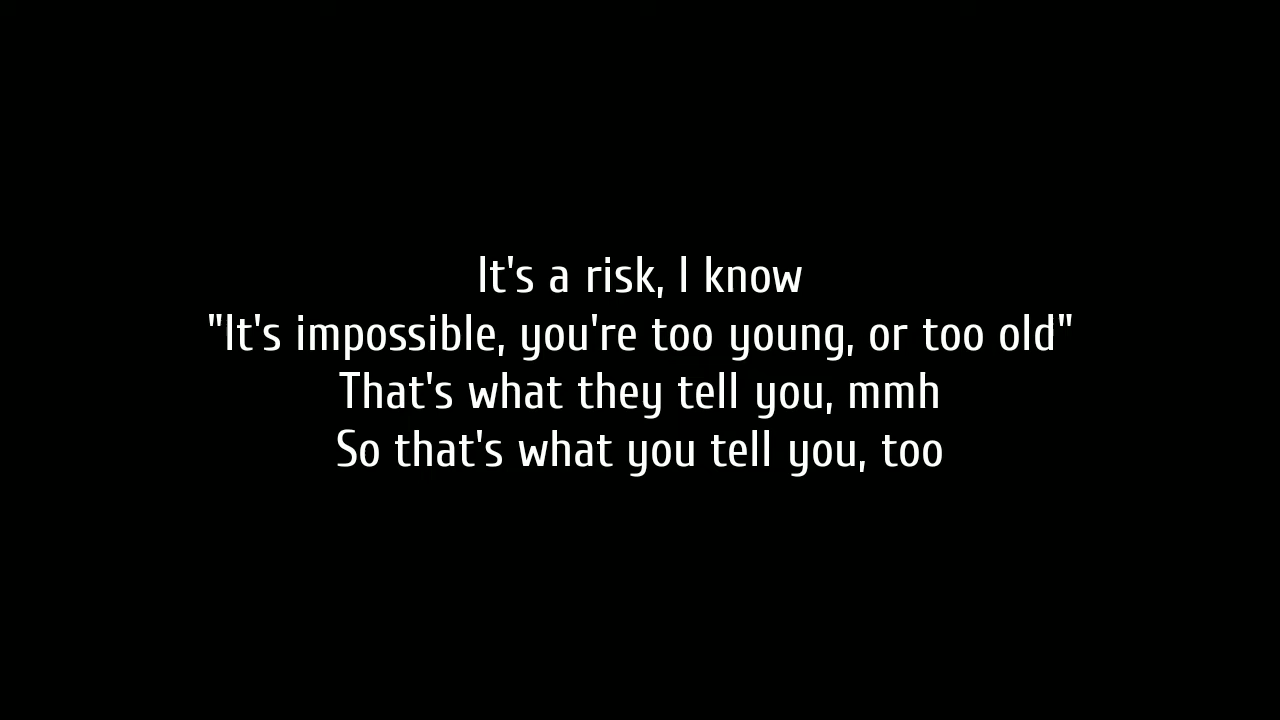 It's a risk, I know
"It's impossible, you're too young, or too old"
That's what they tell you, mmh
So that's what you tell you, too